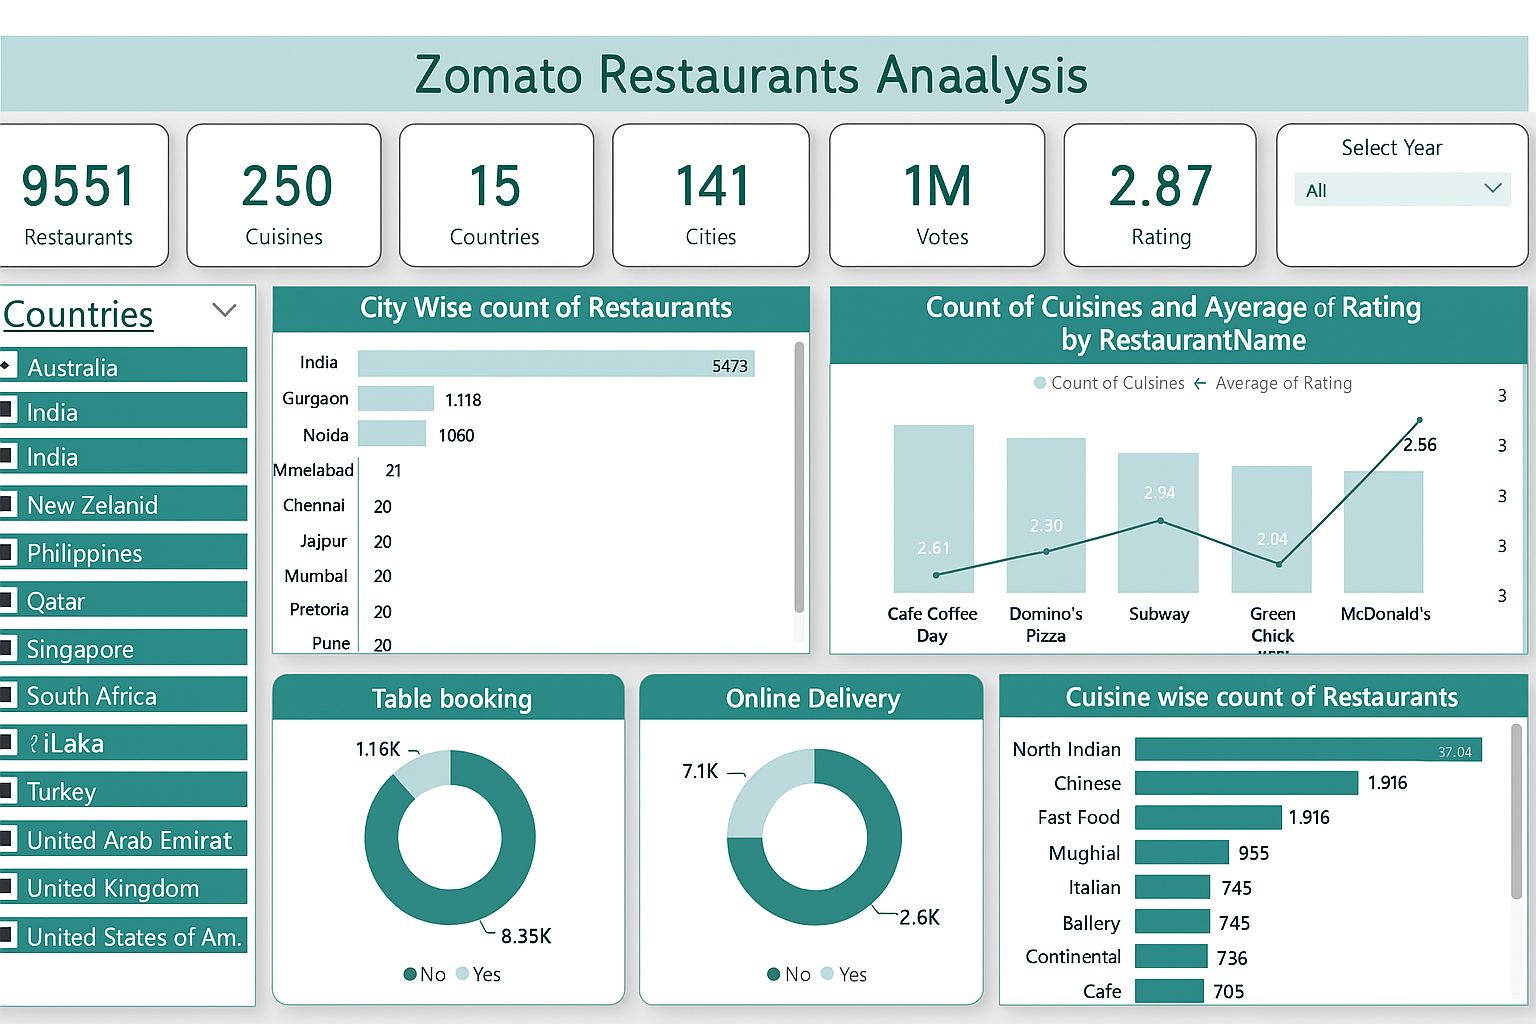 Zomato Restaurants Anaalysis
9551
Restaurants
250
Cuisines
15
Countries
141
Cities
1M
Votes
2.87
Rating
Select Year
All
Countries
Australia
India
India
New Zelanid
Philippines
Qatar
Singapore
South Africa
iLaka
Turkey
United Arab Emirat
United Kingdom
United States of Am.
City Wise count of Restaurants
India 5473
Gurgaon 1.118
Noida 1060
Mmelabad 21
Chennai 20
Jajpur 20
Mumbal 20
Pretoria 20
Pune 20
Count of Cuisines and Ayerage of Rating
by RestaurantName
Count of Culsines Average of Rating
3
3
3
3
3
2.61
2.30
2.94
2.04
2.56
Cafe Coffee
Day
Domino's
Pizza
Subway
Green
Chick
McDonald's
Table booking
1.16K
8.35K
No Yes
Online Delivery
7.1K
2.6K
No Yes
Cuisine wise count of Restaurants
North Indian 37.04
Chinese 1.916
Fast Food 1.916
Mughial 955
Italian 745
Ballery 745
Continental 736
Cafe 705